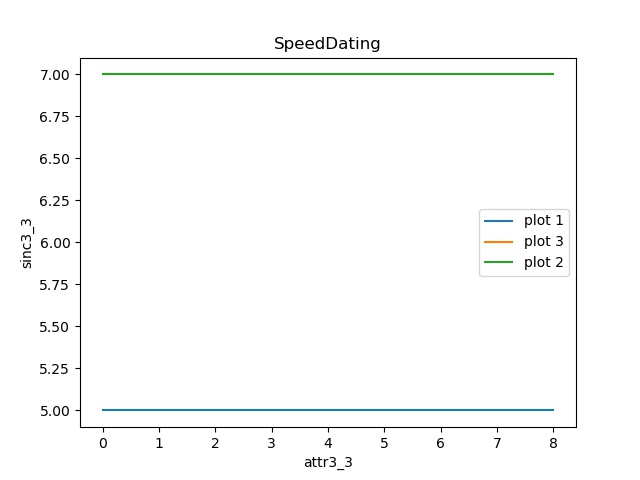 SpeedDating
7.00
6.75
6.50
6.25
6.00
5.75
5.50
5.25
5.00
sinc3_3
plot 1
plot 3
plot 2
0 1 2 3 4 5 6 7 8
attr3_3